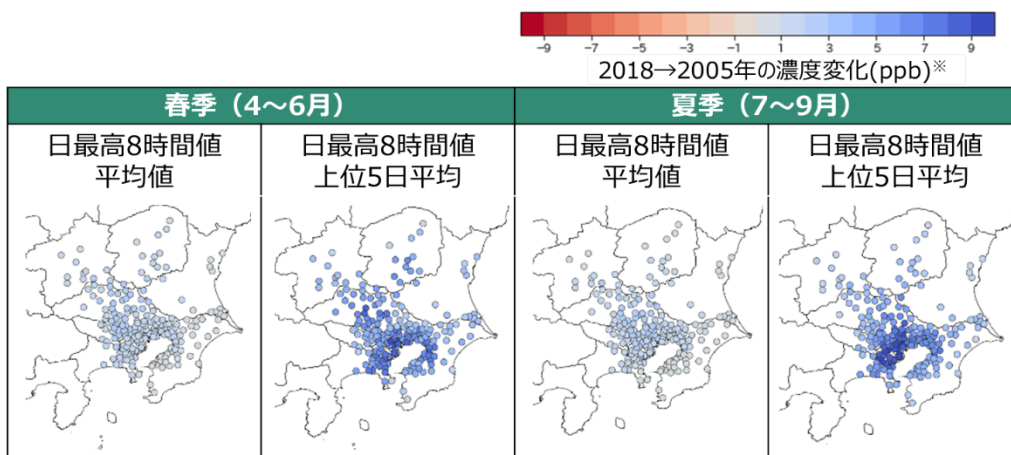 −9 −7 −5 −3 −1 1 3 5 7 9
2018→2005年の濃度変化(ppb)※
春季（4～6月） 夏季（7～9月）
日最高8時間値 日最高8時間値 日最高8時間値 日最高8時間値
平均値 上位5日平均 平均値 上位5日平均